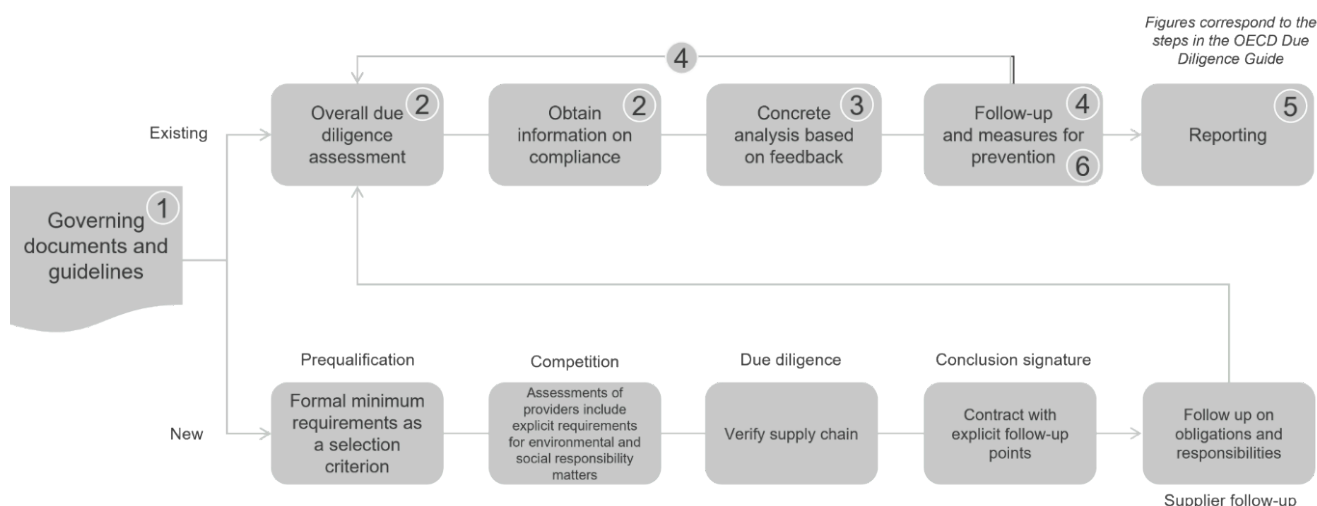 Figures correspond to the
steps in the OECD Due
Diligence Guide
4
Existing
Overall due
diligence
assessment
2
Obtain
information on
compliance
2
Concrete
analysis based
on feedback
3
Follow-up
and measures for
prevention
4
6
Reporting
5
Governing
documents and
guidelines
1
New
Prequalification
Formal minimum
requirements as
a selection
criterion
Competition
Assessments of
providers include
explicit requirements
for environmental and
social responsibility
matters
Due diligence
Verify supply chain
Conclusion signature
Contract with
explicit follow-up
points
Follow up on
obligations and
responsibilities
Supplier follow-up